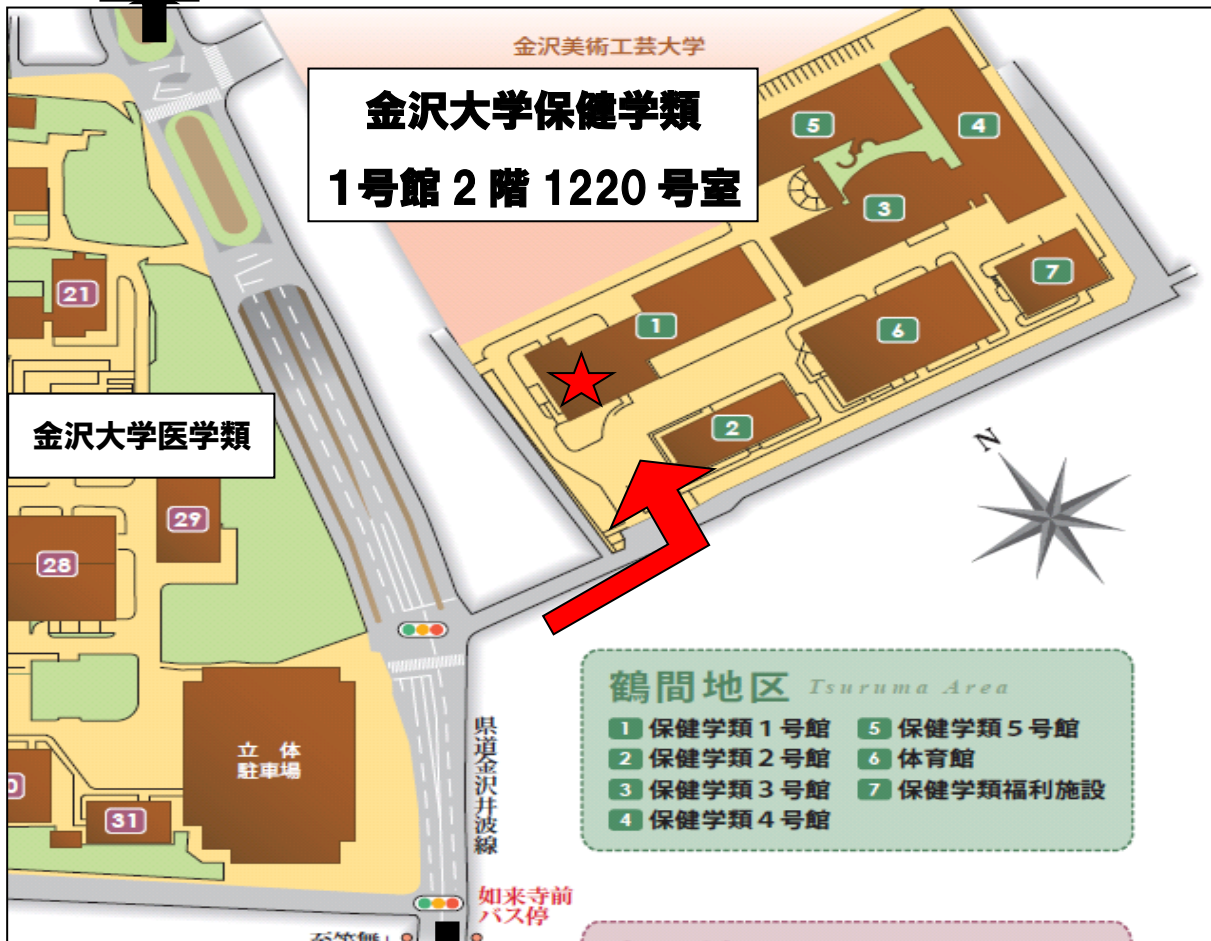 金沢美術工芸大学
金沢大学保健学類
1号館 2 階 1220 号室
5
4
3
7
21
1
6
2
金沢大学医学類
N
29
28
鶴間地区 Tsuruma Area
1 保健学類1号館
2 保健学類2号館
3 保健学類3号館
4 保健学類4号館
5 保健学類5号館
6 体育館
7 保健学類福利施設
県道金沢井波線
立 体
駐車場
31
如来寺前
バス停